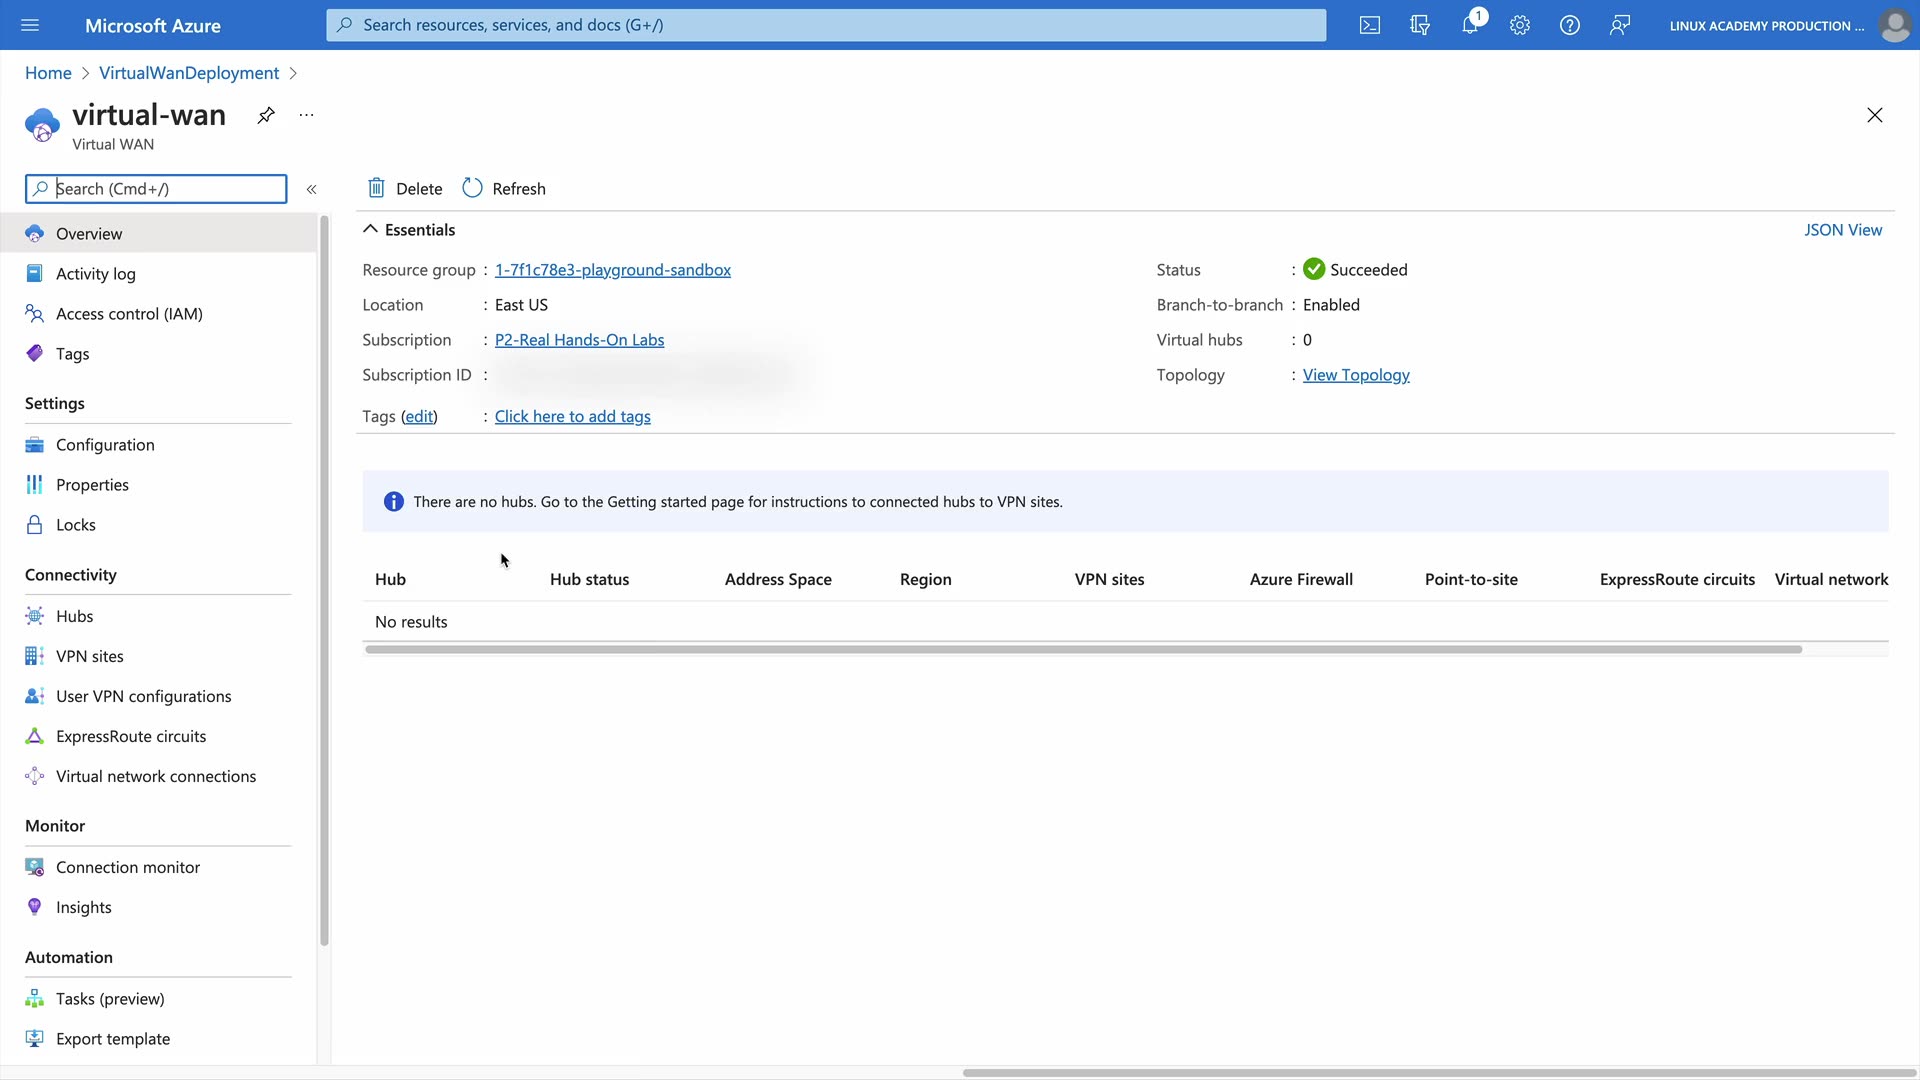 Microsoft Azure
Search resources, services, and docs (G+/)
1
LINUX ACADEMY PRODUCTION ...
Home > VirtualWanDeployment >
virtual-wan ...
Virtual WAN
Search (Cmd+/) «
Delete Refresh
Overview
Activity log
Access control (IAM)
Tags
Settings
Configuration
Properties
Locks
Connectivity
Hubs
VPN sites
User VPN configurations
ExpressRoute circuits
Virtual network connections
Monitor
Connection monitor
Insights
Automation
Tasks (preview)
Export template
Essentials JSON View
Resource group : 1-7f1c78e3-playground-sandbox
Location : East US
Subscription : P2-Real Hands-On Labs
Subscription ID :
Tags (edit) : Click here to add tags
Status : Succeeded
Branch-to-branch : Enabled
Virtual hubs : 0
Topology : View Topology
There are no hubs. Go to the Getting started page for instructions to connected hubs to VPN sites.
Hub Hub status Address Space Region VPN sites Azure Firewall Point-to-site ExpressRoute circuits Virtual network
No results